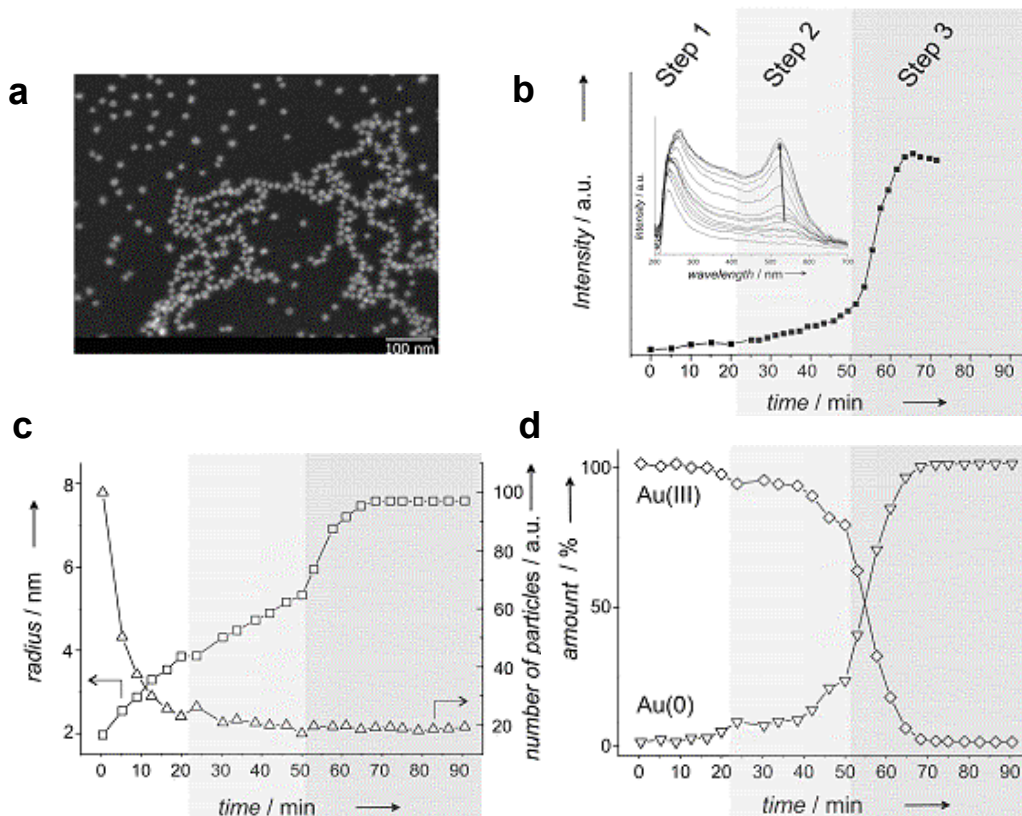 a
100 nm
b
Step 1
Step 2
Step 3
Intensity / a.u.
Intensity / a.u.
200 300 400 500 600 700
wavelength / nm
0 10 20 30 40 50 60 70 80 90
time / min
c
8
6
4
2
radius / nm
100
80
60
40
20
number of particles / a.u.
0 10 20 30 40 50 60 70 80 90
time / min
d
100
50
0
amount / %
Au(III)
Au(0)
0 10 20 30 40 50 60 70 80 90
time / min